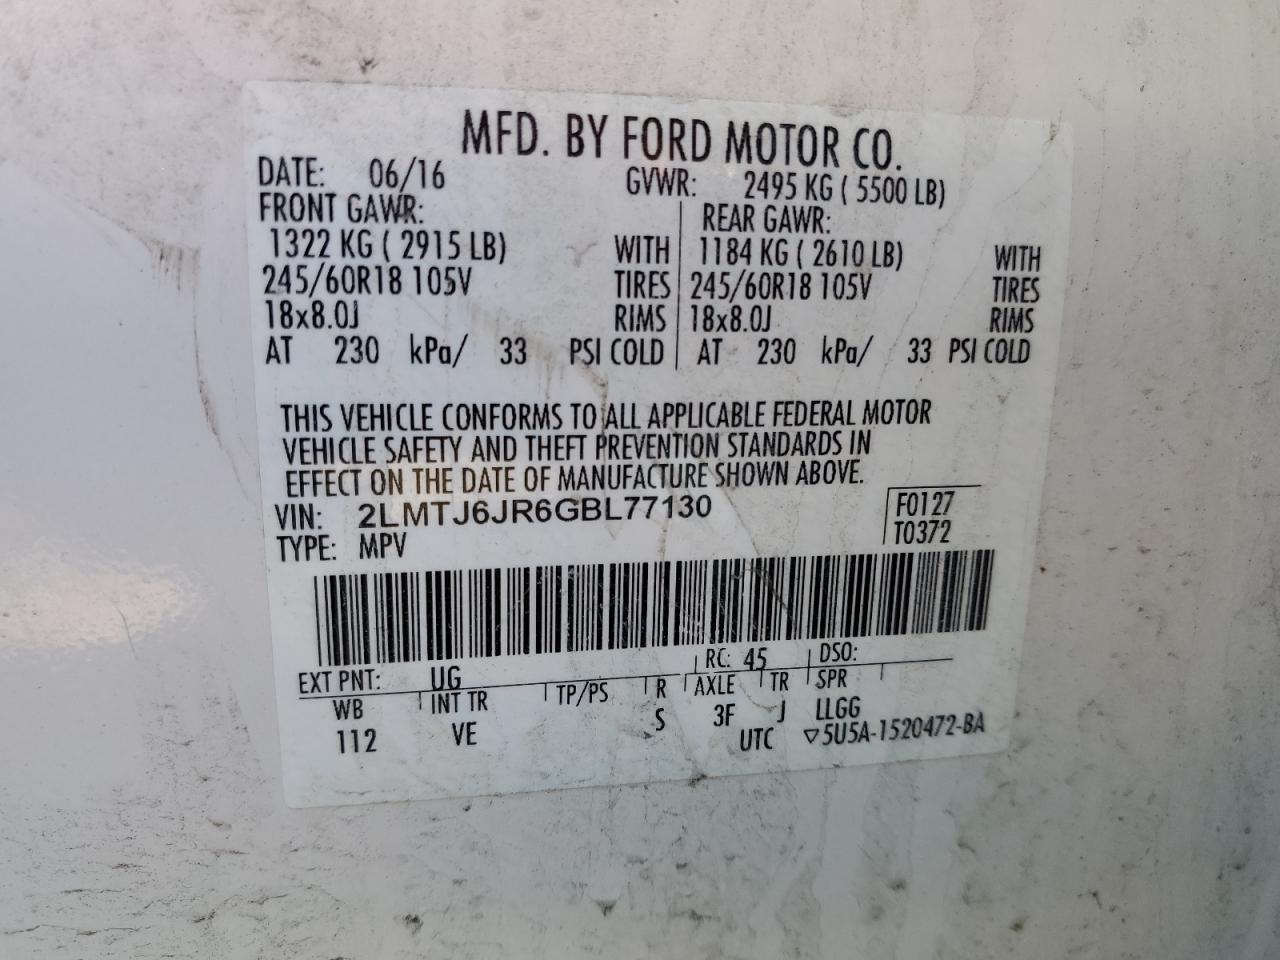 MFD. BY FORD MOTOR CO.
DATE: 06/16 GVWR: 2495 KG ( 5500 LB)
FRONT GAWR: REAR GAWR:
1322 KG ( 2915 LB) WITH 1184 KG ( 2610 LB) WITH
245/60R18 105V TIRES 245/60R18 105V TIRES
18x8.0J RIMS 18x8.0J RIMS
AT 230 kPa/ 33 PSI COLD AT 230 kPa/ 33 PSI COLD
THIS VEHICLE CONFORMS TO ALL APPLICABLE FEDERAL MOTOR
VEHICLE SAFETY AND THEFT PREVENTION STANDARDS IN
EFFECT ON THE DATE OF MANUFACTURE SHOWN ABOVE.
VIN: 2LMTJ6JR6GBL77130 F0127
TYPE: MPV T0372
EXT PNT: UG RC: 45 DSO:
WB INT TR TP/PS R AXLE TR SPR
112 VE S 3F J LLGG
UTC ▽5U5A-1520472-BA